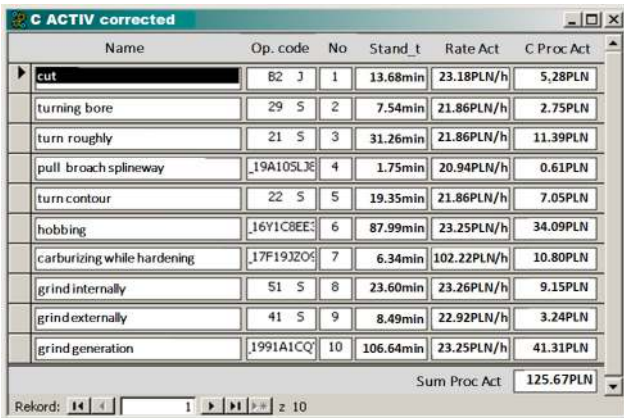 C ACTIV corrected
Name Op. code No Stand_t Rate Act C Proc Act
cut B2 J 1 13.68min 23.18PLN/h 5,28PLN
turning bore 29 S 2 7.54min 21.86PLN/h 2.75PLN
turn roughly 21 S 3 31.26min 21.86PLN/h 11.39PLN
pull broach splineway 4 1.75min 20.94PLN/h 0.61PLN
turn contour 22 S 5 19.35min 21.86PLN/h 7.05PLN
hobbing 6 87.99min 23.25PLN/h 34.09PLN
carburizing while hardening 7 6.34min 102.22PLN/h 10.80PLN
grind internally 51 S 8 23.60min 23.26PLN/h 9.15PLN
grind externally 41 S 9 8.49min 22.92PLN/h 3.24PLN
grind generation 10 106.64min 23.25PLN/h 41.31PLN
Sum Proc Act 125.67PLN
Rekord: 1 z 10